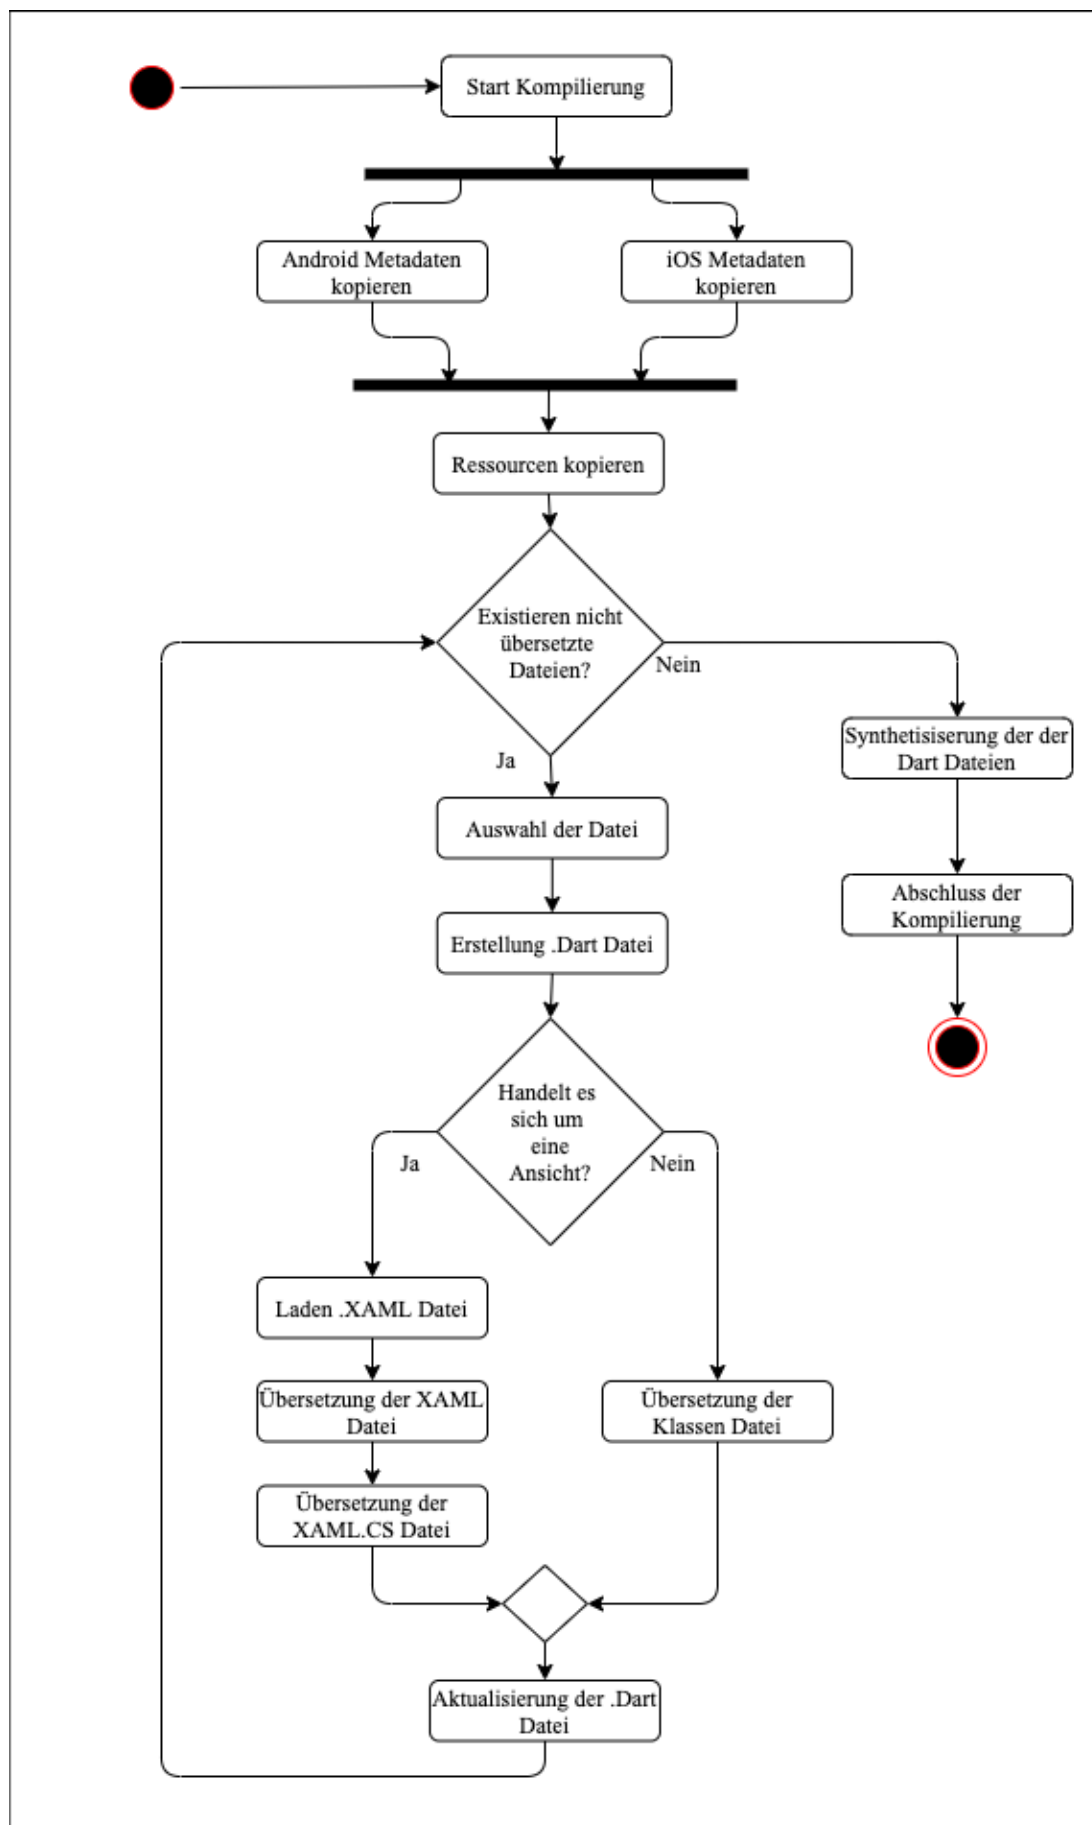 Start Kompilierung
Android Metadaten
kopieren
iOS Metadaten
kopieren
Ressourcen kopieren
Existieren nicht
übersetzte
Dateien?
Nein
Ja
Synthetisiserung der der
Dart Dateien
Auswahl der Datei
Abschluss der
Kompilierung
Erstellung .Dart Datei
Handelt es
sich um
eine
Ansicht?
Ja
Nein
Laden .XAML Datei
Übersetzung der XAML
Datei
Übersetzung der
Klassen Datei
Übersetzung der
XAML.CS Datei
Aktualisierung der .Dart
Datei